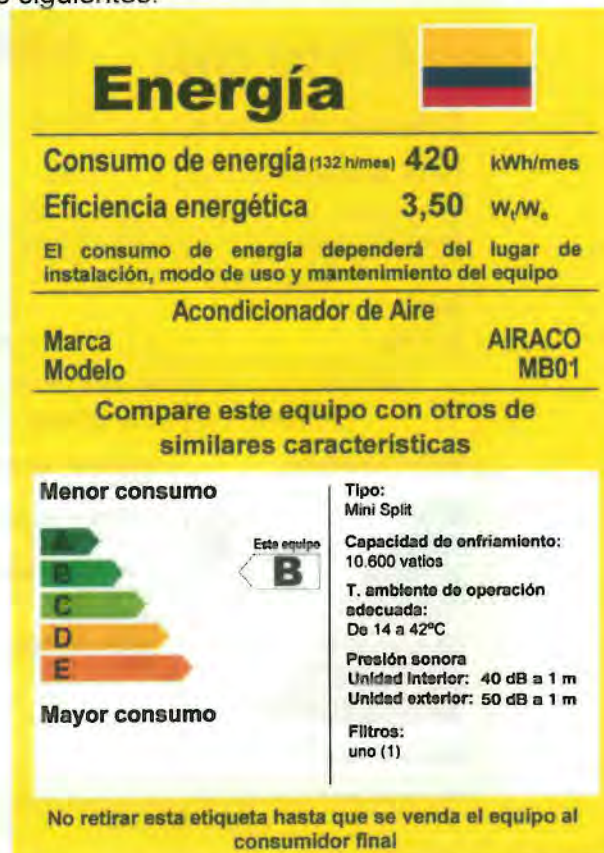 siguientes:
Energía
Consumo de energía (132 h/mes) 420 kWh/mes
Eficiencia energética 3,50 Wt/We
El consumo de energía dependerá del lugar de
instalación, modo de uso y mantenimiento del equipo
Acondicionador de Aire
Marca AIRACO
Modelo MB01
Compare este equipo con otros de
similares características
Menor consumo
A
B
C
D
E
Mayor consumo
Este equipo
B
Tipo:
Mini Split
Capacidad de enfriamiento:
10.600 vatios
T. ambiente de operación
adecuada:
De 14 a 42ºC
Presión sonora
Unidad Interior: 40 dB a 1 m
Unidad exterior: 50 dB a 1 m
Filtros:
uno (1)
No retirar esta etiqueta hasta que se venda el equipo al
consumidor final